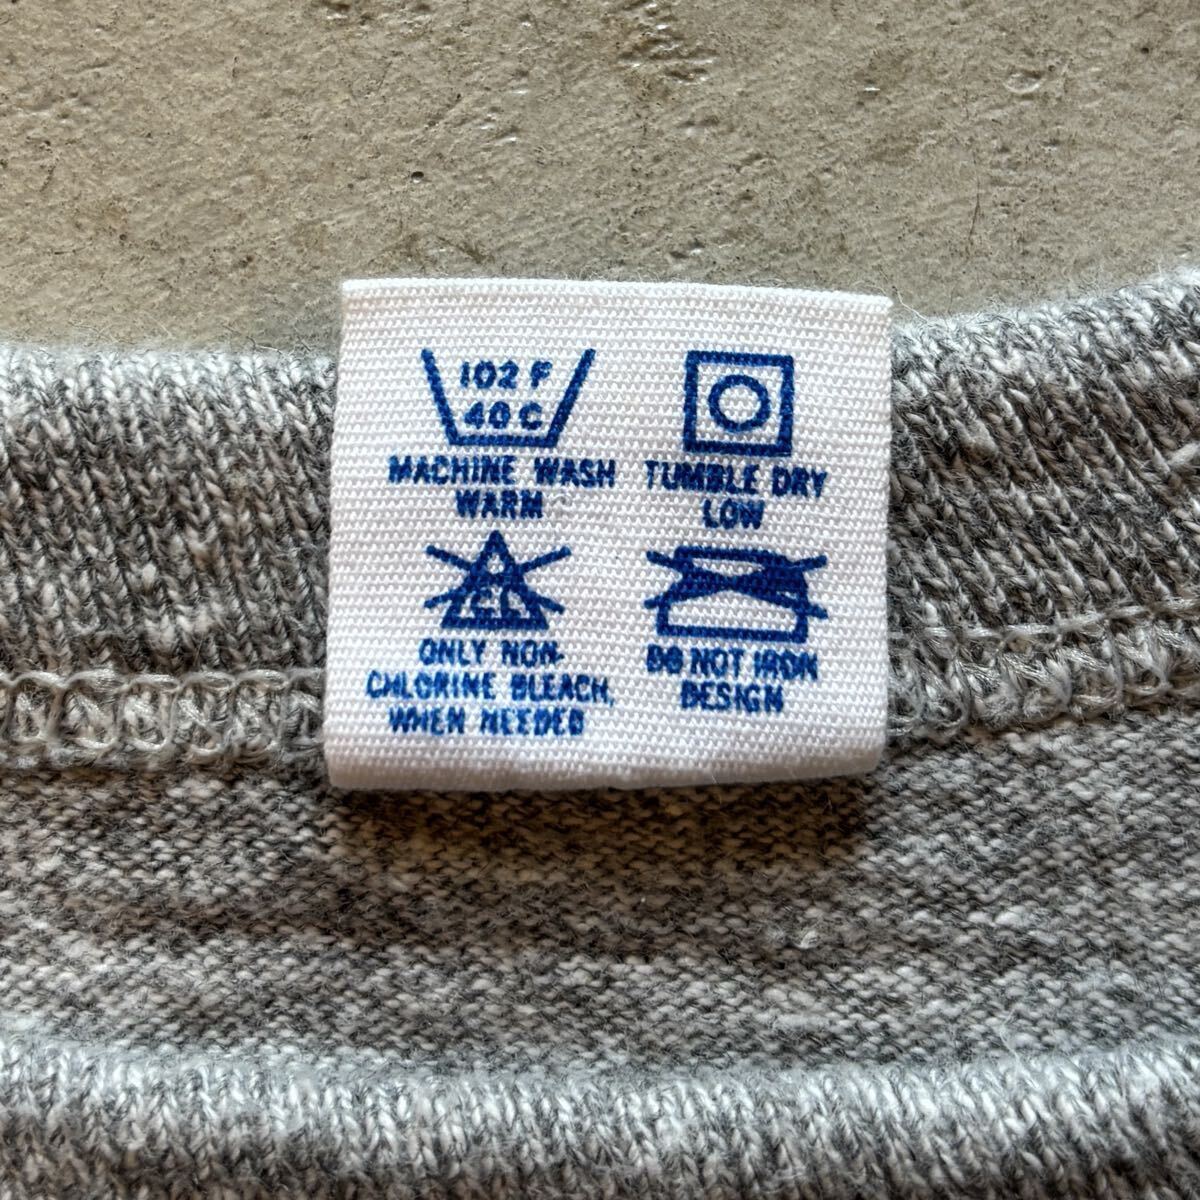 102 F
40 C
MACHINE WASH
WARM
TUMBLE DRY
LOW
CL
ONLY NON-
CHLORINE BLEACH,
WHEN NEEDED
DO NOT IRON
DESIGN